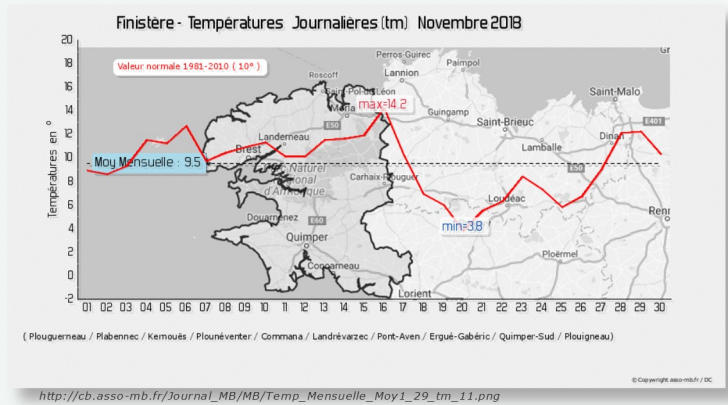 Finistère - Températures Journalières (tm) Novembre 2018
Températures en °
20
18
16
14
12
10
8
6
4
2
0
-2
Valeur normale 1981-2010 ( 10° )
Moy Mensuelle : 9.5
max=14.2
min=3.8
Perros-Guirec
Paimpol
Lannion
Roscoff
Saint-Pol-de-Léon
Guingamp
Saint-Brieuc
Saint-Malo
E401
E50
Landerneau
Brest
Dinan
Lamballe
E50
Carhaix-Plouguer
Loudéac
Douarnenez
E60
Quimper
Concarneau
Ploërmel
Lorient
01 02 03 04 05 06 07 08 09 10 11 12 13 14 15 16 17 18 19 20 21 22 23 24 25 26 27 28 29 30
( Plouguerneau / Plabennec / Kernouës / Plounéventer / Commana / Landrévarzec / Pont-Aven / Ergué-Gabéric / Quimper-Sud / Plouigneau)
© Copyright asso-mb.fr / DC
http://cb.asso-mb.fr/Journal_MB/MB/Temp_Mensuelle_Moy1_29_tm_11.png